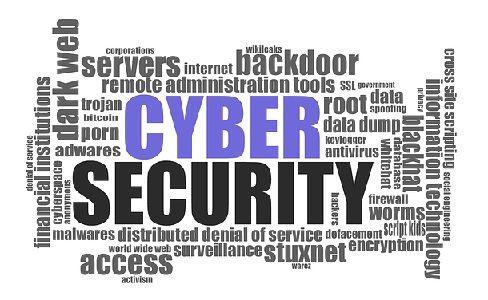 wikileaks
corporations
servers
internet
backdoor
dark web
remote administration tools
SSL
government
trojan
bitcoin
porn
adwares
CYBER
root
data
spoofing
data dump
keylogger
antivirus
privacy
cross site scripting
information technology
blackhat
database
whitehat
social engineering
financial institutions
denial of service
cyberspace
anonymous
SECURITY
hackers
firewall
worms
script kids
malwares
distributed denial of service
defacement
encryption
world wide web
surveillance
stuxnet
access
warez
activism